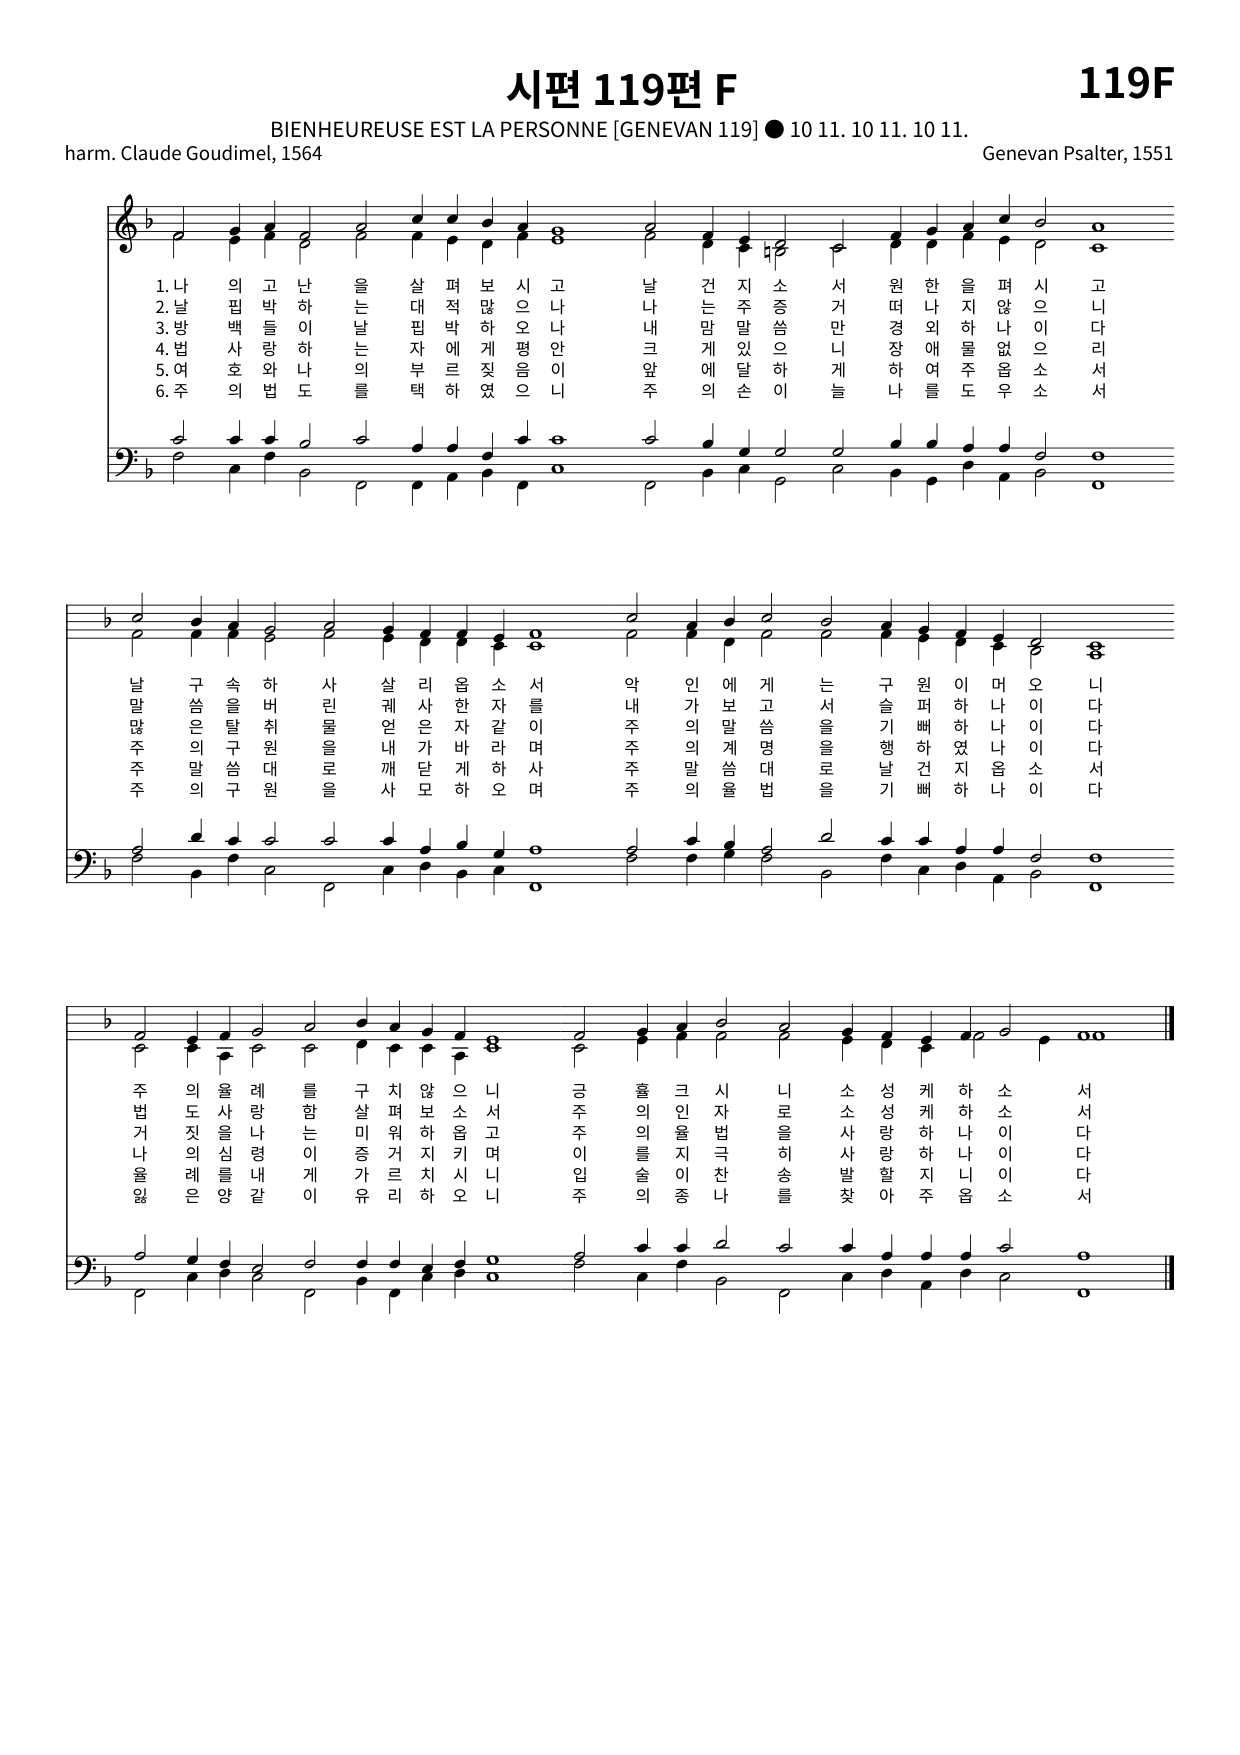 시편 119편 F
119F
BIENHEUREUSE EST LA PERSONNE [GENEVAN 119] ● 10 11. 10 11. 10 11.
harm. Claude Goudimel, 1564
Genevan Psalter, 1551
1. 나 의 고 난 을 살 펴 보 시 고 날 건 지 소 서 원 한 을 펴 시 고
2. 날 핍 박 하 는 대 적 많 으 나 나 는 주 증 거 떠 나 지 않 으 니
3. 방 백 들 이 날 핍 박 하 오 나 내 맘 말 씀 만 경 외 하 나 이 다
4. 법 사 랑 하 는 자 에 게 평 안 크 게 있 으 니 장 애 물 없 으 리
5. 여 호 와 나 의 부 르 짖 음 이 앞 에 달 하 게 하 여 주 옵 소 서
6. 주 의 법 도 를 택 하 였 으 니 주 의 손 이 늘 나 를 도 우 소 서
날 구 속 하 사 살 리 옵 소 서 악 인 에 게 는 구 원 이 머 오 니
말 씀 을 버 린 궤 사 한 자 를 내 가 보 고 서 슬 퍼 하 나 이 다
많 은 탈 취 물 얻 은 자 같 이 주 의 말 씀 을 기 뻐 하 나 이 다
주 의 구 원 을 내 가 바 라 며 주 의 계 명 을 행 하 였 나 이 다
주 말 씀 대 로 깨 닫 게 하 사 주 말 씀 대 로 날 건 지 옵 소 서
주 의 구 원 을 사 모 하 오 며 주 의 율 법 을 기 뻐 하 나 이 다
주 의 율 례 를 구 치 않 으 니 긍 휼 크 시 니 소 성 케 하 소 서
법 도 사 랑 함 살 펴 보 소 서 주 의 인 자 로 소 성 케 하 소 서
거 짓 을 나 는 미 워 하 옵 고 주 의 율 법 을 사 랑 하 나 이 다
나 의 심 령 이 증 거 지 키 며 이 를 지 극 히 사 랑 하 나 이 다
율 례 를 내 게 가 르 치 시 니 입 술 이 찬 송 발 할 지 니 이 다
잃 은 양 같 이 유 리 하 오 니 주 의 종 나 를 찾 아 주 옵 소 서